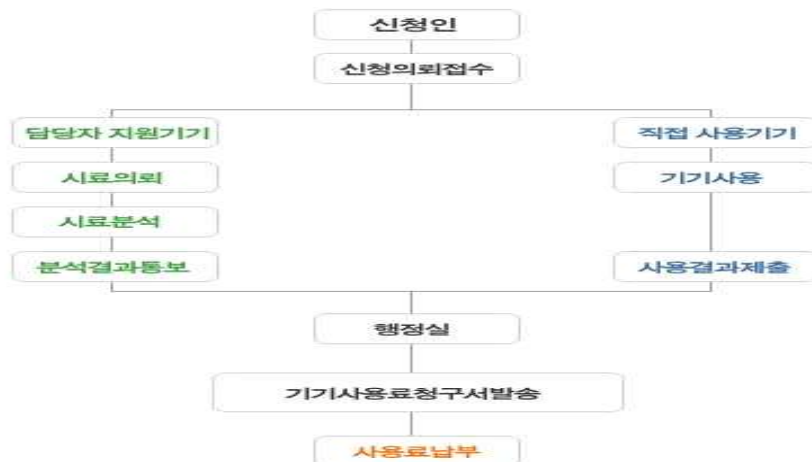 신청인
신청의뢰접수
담당자 지원기기
직접 사용기기
시료의뢰
기기사용
시료분석
분석결과통보
사용결과제출
행정실
기기사용료청구서발송
사용료납부